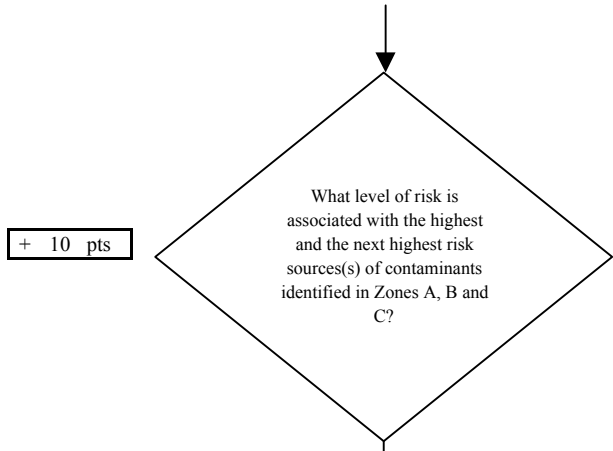 What level of risk is
associated with the highest
and the next highest risk
sources(s) of contaminants
identified in Zones A, B and
C?
+ 10 pts